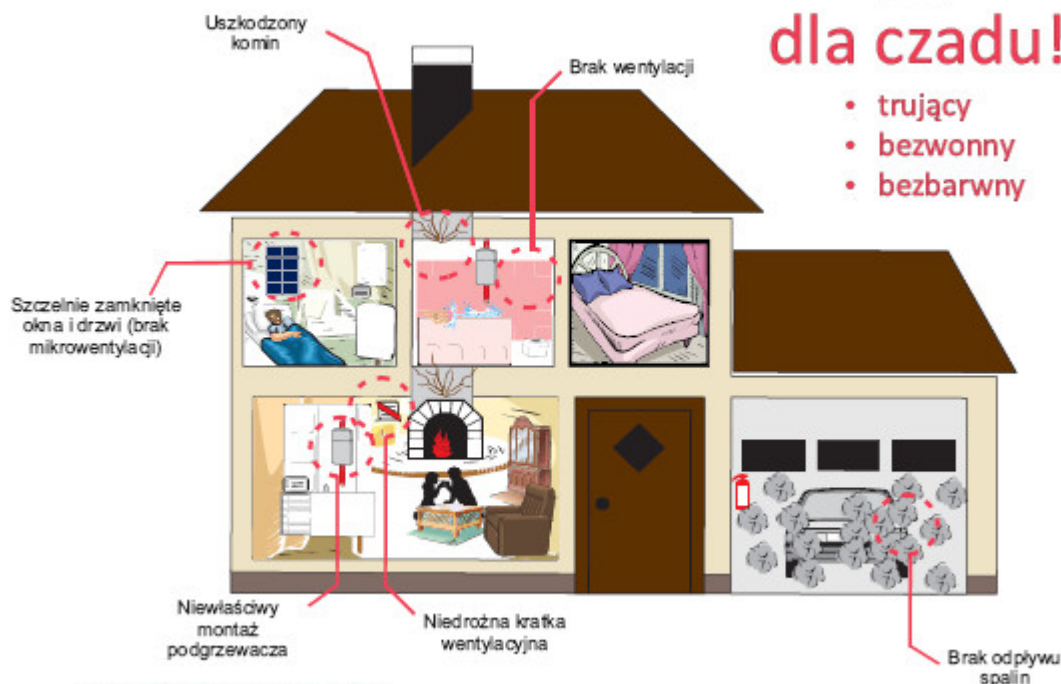 dla czadu!
• trujący
• bezwonny
• bezbarwny
Uszkodzony
komin
Brak wentylacji
Szczelnie zamknięte
okna i drzwi (brak
mikrowentylacji)
Niewłaściwy
montaż
podgrzewacza
Niedrożna kratka
wentylacyjna
Brak odpływu
spalin